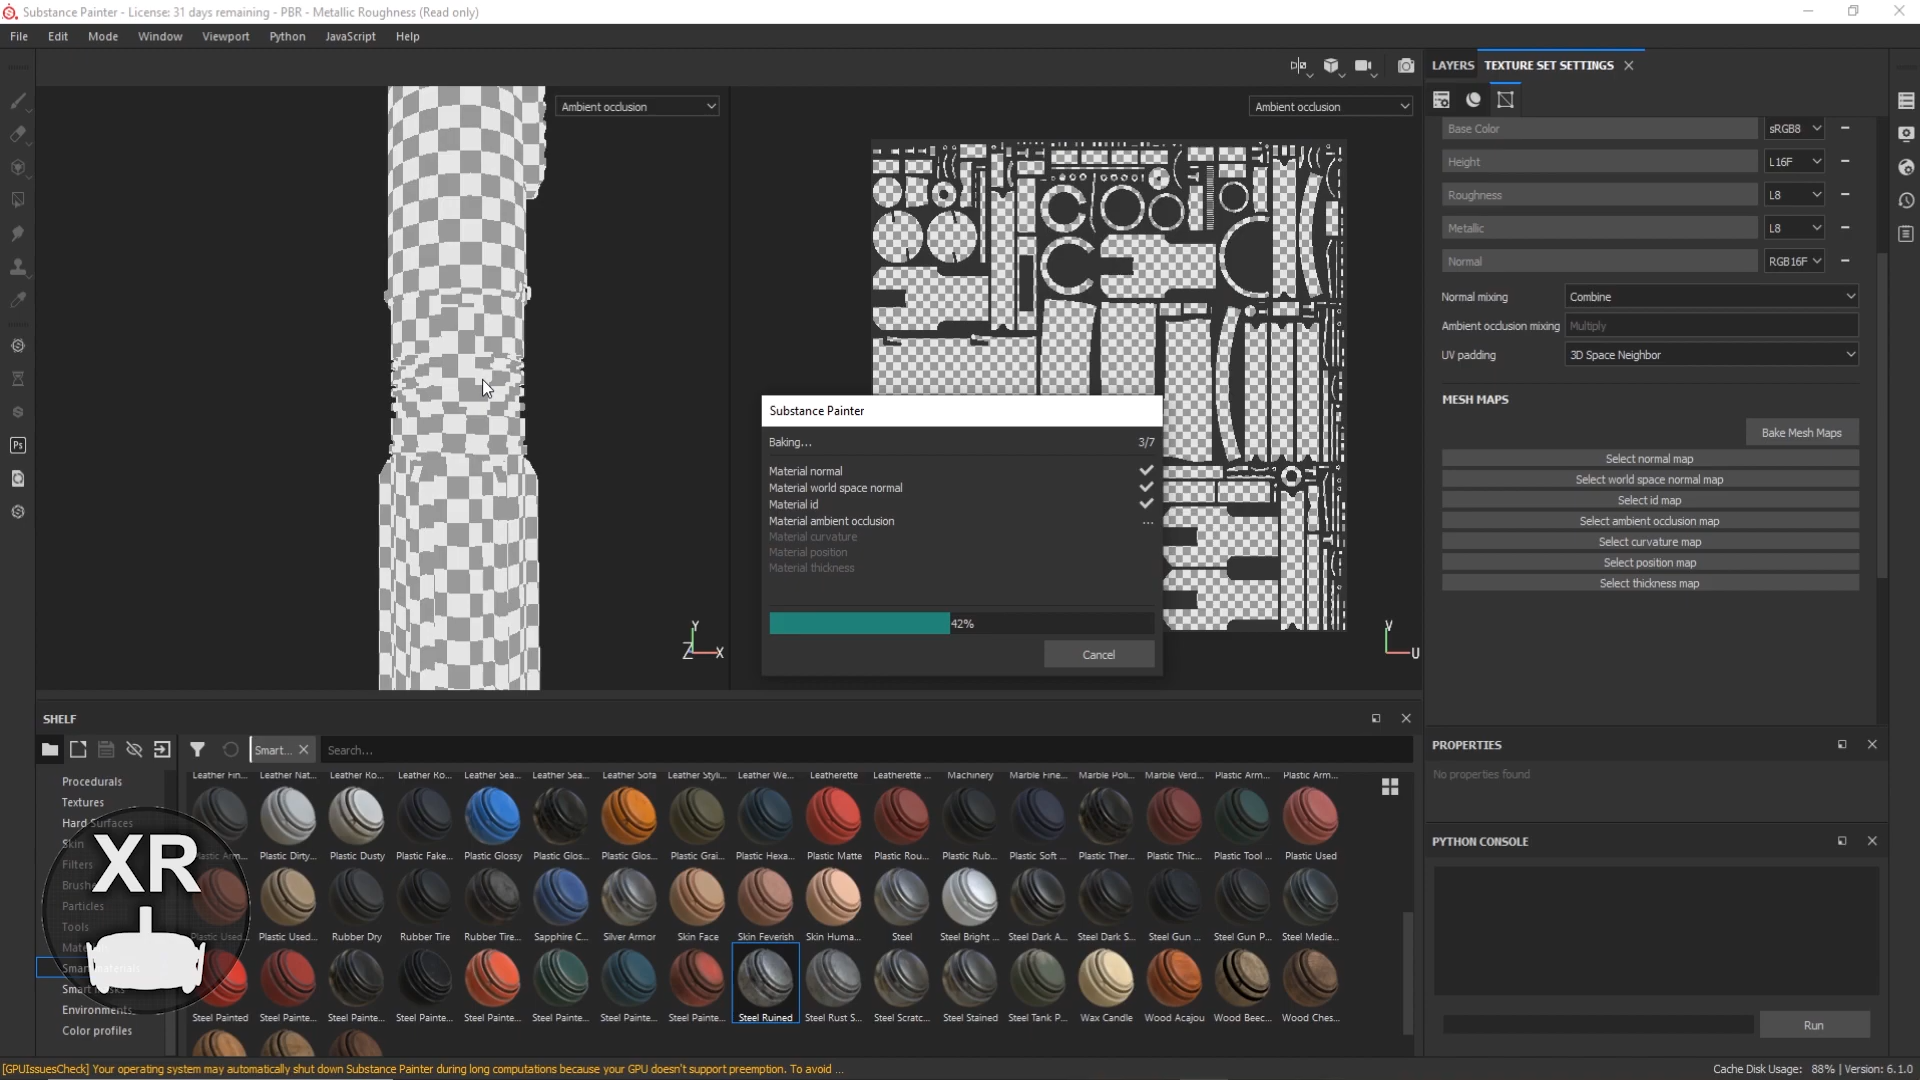 Substance Painter - License: 31 days remaining - PBR - Metallic Roughness (Read only)
File Edit Mode Window Viewport Python JavaScript Help
Ambient occlusion
Ambient occlusion
LAYERS TEXTURE SET SETTINGS
Base Color sRGB8
Height L16F
Roughness L8
Metallic L8
Normal RGB16F
Normal mixing Combine
Ambient occlusion mixing Multiply
UV padding 3D Space Neighbor
MESH MAPS
Bake Mesh Maps
Select normal map
Select world space normal map
Select id map
Select ambient occlusion map
Select curvature map
Select position map
Select thickness map
Ps
Substance Painter
Baking... 3/7
Material normal
Material world space normal
Material id
Material ambient occlusion ...
Material curvature
Material position
Material thickness
42%
Cancel
Y
Z X
V
U
SHELF
Smart...
Search...
Procedurals
Textures
Hard Surfaces
Skin
Filters
Particles
Tools
Environments
Color profiles
XR
Leather Fin... Leather Nat... Leather Ro... Leather Ro... Leather Sea... Leather Sea... Leather Sofa Leather Styli... Leather We... Leatherette Leatherette ... Machinery Marble Fine... Marble Poli... Marble Verd... Plastic Arm... Plastic Arm...
Plastic Arm... Plastic Dirty... Plastic Dusty Plastic Fake... Plastic Glossy Plastic Glos... Plastic Glos... Plastic Grai... Plastic Hexa... Plastic Matte Plastic Rou... Plastic Rub... Plastic Soft ... Plastic Ther... Plastic Thic... Plastic Tool ... Plastic Used
Plastic Used... Plastic Used... Rubber Dry Rubber Tire Rubber Tire... Sapphire C... Silver Armor Skin Face Skin Feverish Skin Huma... Steel Steel Bright ... Steel Dark A... Steel Dark S... Steel Gun ... Steel Gun P... Steel Medie...
Steel Painted Steel Painte... Steel Painte... Steel Painte... Steel Painte... Steel Painte... Steel Painte... Steel Painte... Steel Ruined Steel Rust S... Steel Scratc... Steel Stained Steel Tank P... Wax Candle Wood Acajou Wood Beec... Wood Ches...
PROPERTIES
No properties found
PYTHON CONSOLE
Run
[GPUIssuesCheck] Your operating system may automatically shut down Substance Painter during long computations because your GPU doesn't support preemption. To avoid ...
Cache Disk Usage: 88% | Version: 6.1.0